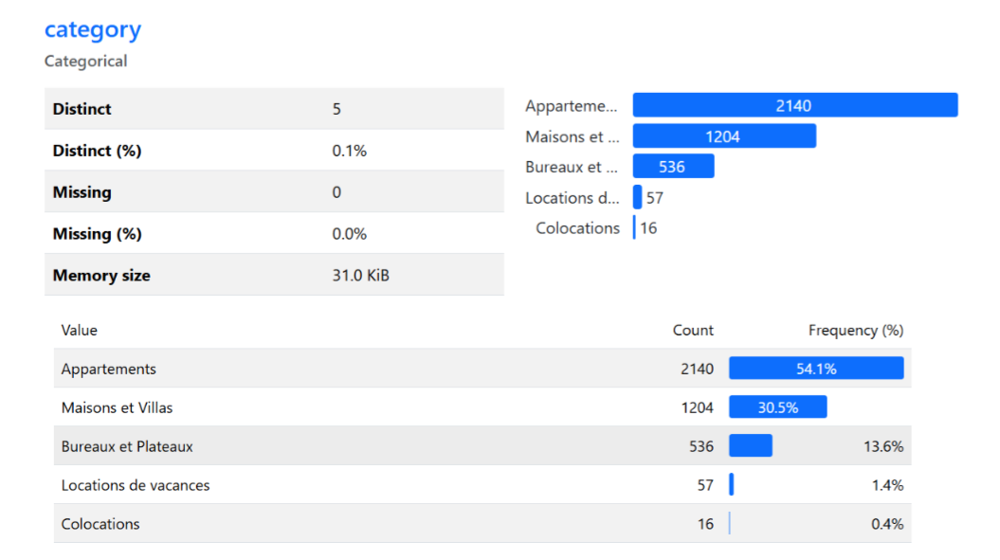 category
Categorical
Distinct 5
Distinct (%) 0.1%
Missing 0
Missing (%) 0.0%
Memory size 31.0 KiB
Apparteme... 2140
Maisons et ... 1204
Bureaux et ... 536
Locations d... 57
Colocations 16
Value Count Frequency (%)
Appartements 2140 54.1%
Maisons et Villas 1204 30.5%
Bureaux et Plateaux 536 13.6%
Locations de vacances 57 1.4%
Colocations 16 0.4%